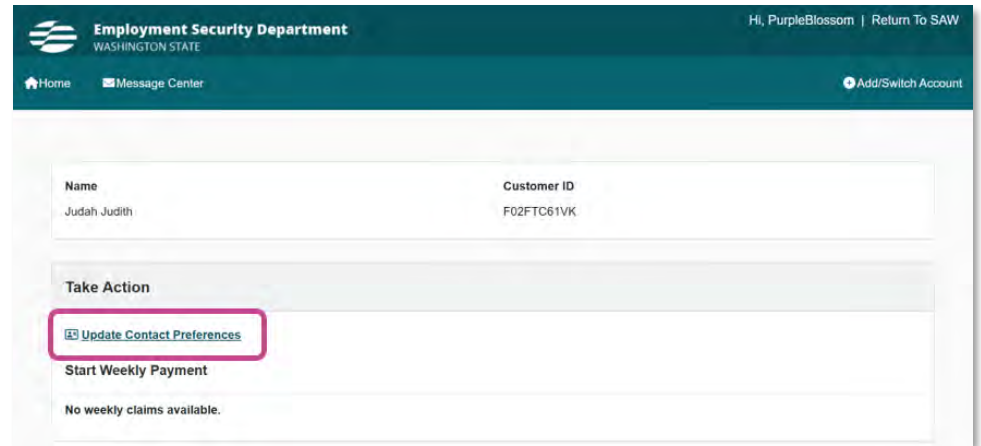 Employment Security Department
WASHINGTON STATE
Hi, PurpleBlossom | Return To SAW
Home Message Center Add/Switch Account
Name Customer ID
Judah Judith F02FTC61VK
Take Action
Update Contact Preferences
Start Weekly Payment
No weekly claims available.